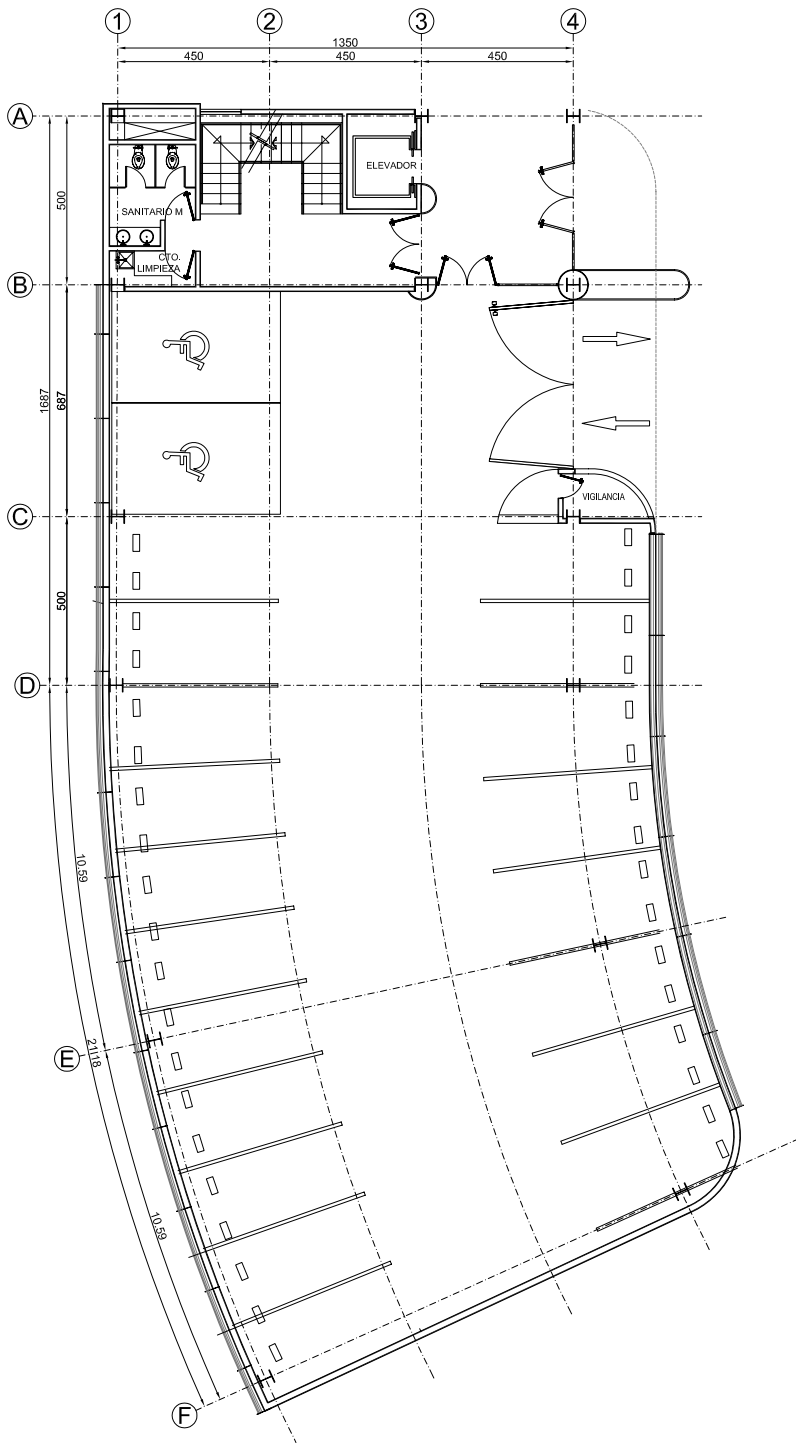 1 2 3 4
1350
450 450 450
A
ELEVADOR
500
SANITARIO M
CTO.
LIMPIEZA
B
1687
687
VIGILANCIA
C
500
D
10.59
E
21.18
10.59
F